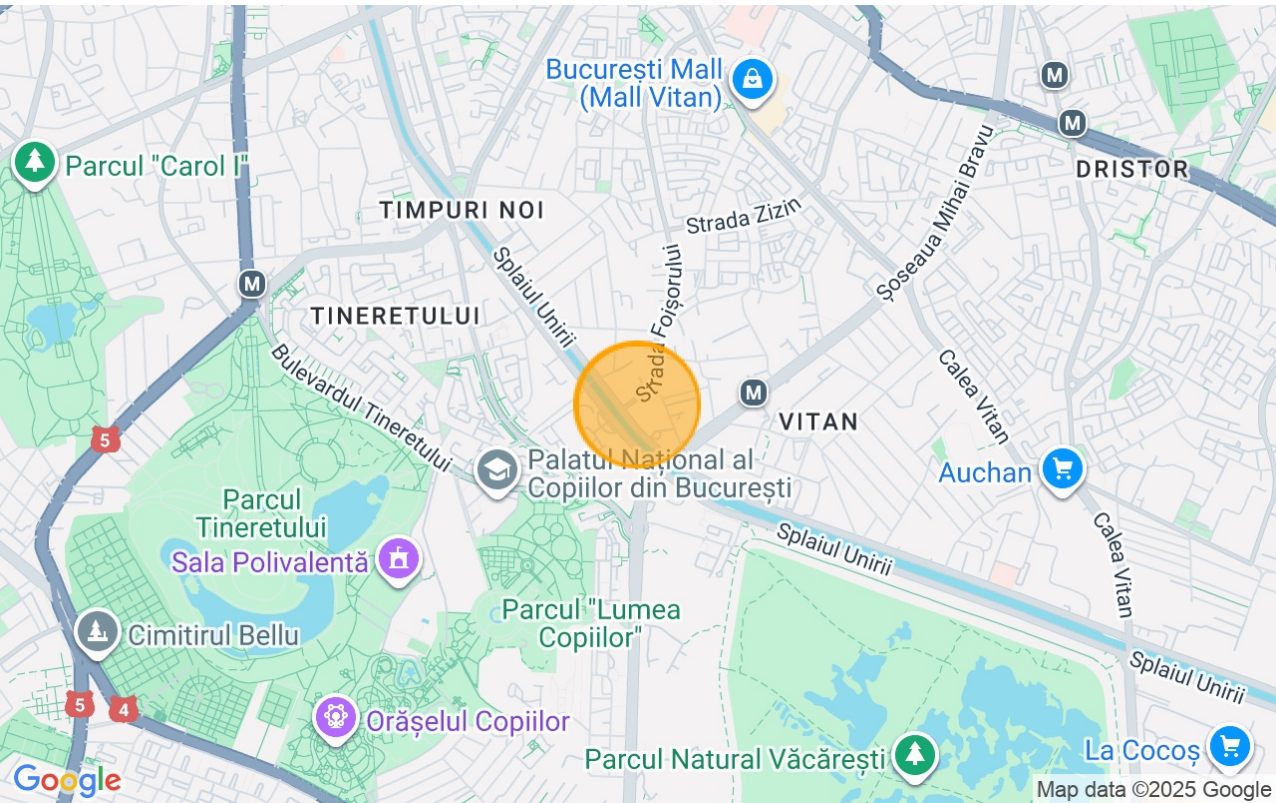 București Mall
(Mall Vitan)
M
M
Parcul "Carol I"
DRISTOR
TIMPURI NOI
Strada Zizin
Șoseaua Mihai Bravu
Splaiul Unirii
Strada Foișorului
M
TINERETULUI
Bulevardul Tineretului
Calea Vitan
M
VITAN
5
Palatul Național al
Copiilor din București
Auchan
Parcul
Tineretului
Sala Polivalentă
Splaiul Unirii
Calea Vitan
Parcul "Lumea
Copiilor"
Cimitirul Bellu
Splaiul Unirii
5
4
Orășelul Copiilor
Parcul Natural Văcărești
La Cocoș
Google
Map data ©2025 Google